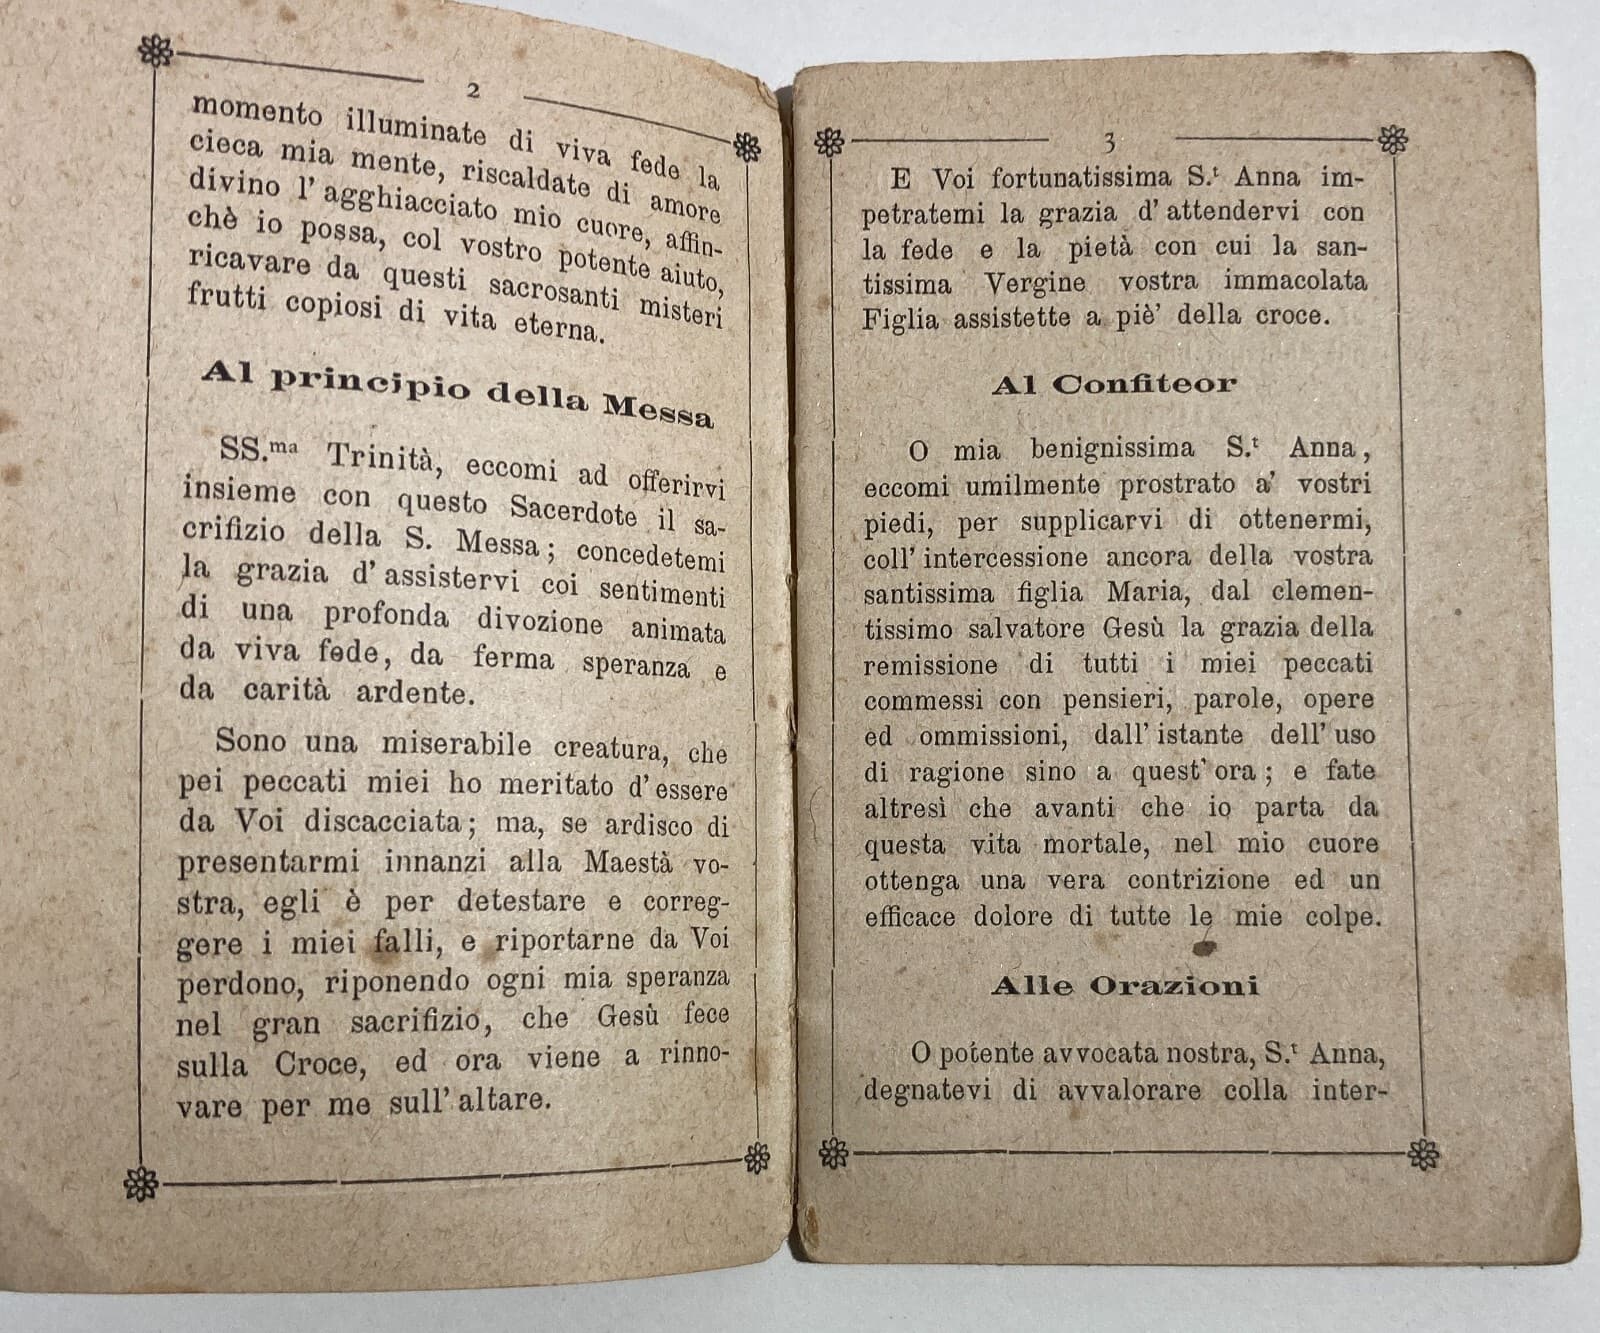 2
momento illuminate di viva fede la
cieca mia mente, riscaldate di amore
divino l' agghiacciato mio cuore, affin-
chè io possa, col vostro potente aiuto,
ricavare da questi sacrosanti misteri
frutti copiosi di vita eterna.
Al principio della Messa
SS.ma Trinità, eccomi ad offerirvi
insieme con questo Sacerdote il sa-
crifizio della S. Messa; concedetemi
la grazia d' assistervi coi sentimenti
di una profonda divozione animata
da viva fede, da ferma speranza e
da carità ardente.
Sono una miserabile creatura, che
pei peccati miei ho meritato d' essere
da Voi discacciata; ma, se ardisco di
presentarmi innanzi alla Maestà vo-
stra, egli è per detestare e correg-
gere i miei falli, e riportarne da Voi
perdono, riponendo ogni mia speranza
nel gran sacrifizio, che Gesù fece
sulla Croce, ed ora viene a rinno-
vare per me sull' altare.
3
E Voi fortunatissima S.t Anna im-
petratemi la grazia d' attendervi con
la fede e la pietà con cui la san-
tissima Vergine vostra immacolata
Figlia assistette a piè' della croce.
Al Confiteor
O mia benignissima S.t Anna,
eccomi umilmente prostrato a' vostri
piedi, per supplicarvi di ottenermi,
coll' intercessione ancora della vostra
santissima figlia Maria, dal clemen-
tissimo salvatore Gesù la grazia della
remissione di tutti i miei peccati
commessi con pensieri, parole, opere
ed ommissioni, dall' istante dell' uso
di ragione sino a quest' ora; e fate
altresì che avanti che io parta da
questa vita mortale, nel mio cuore
ottenga una vera contrizione ed un
efficace dolore di tutte le mie colpe.
Alle Orazioni
O potente avvocata nostra, S.t Anna,
degnatevi di avvalorare colla inter-